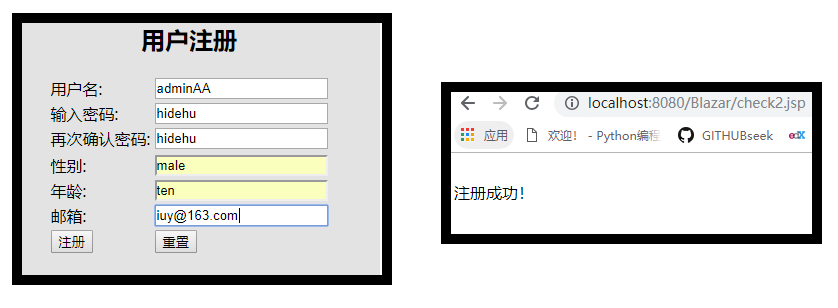 用户注册
用户名: adminAA
输入密码: hidehu
再次确认密码: hidehu
性别: male
年龄: ten
邮箱: iuy@163.com
注册 重置
localhost:8080/Blazar/check2.jsp
应用 欢迎! - Python编程 GITHUBseek edX
注册成功!